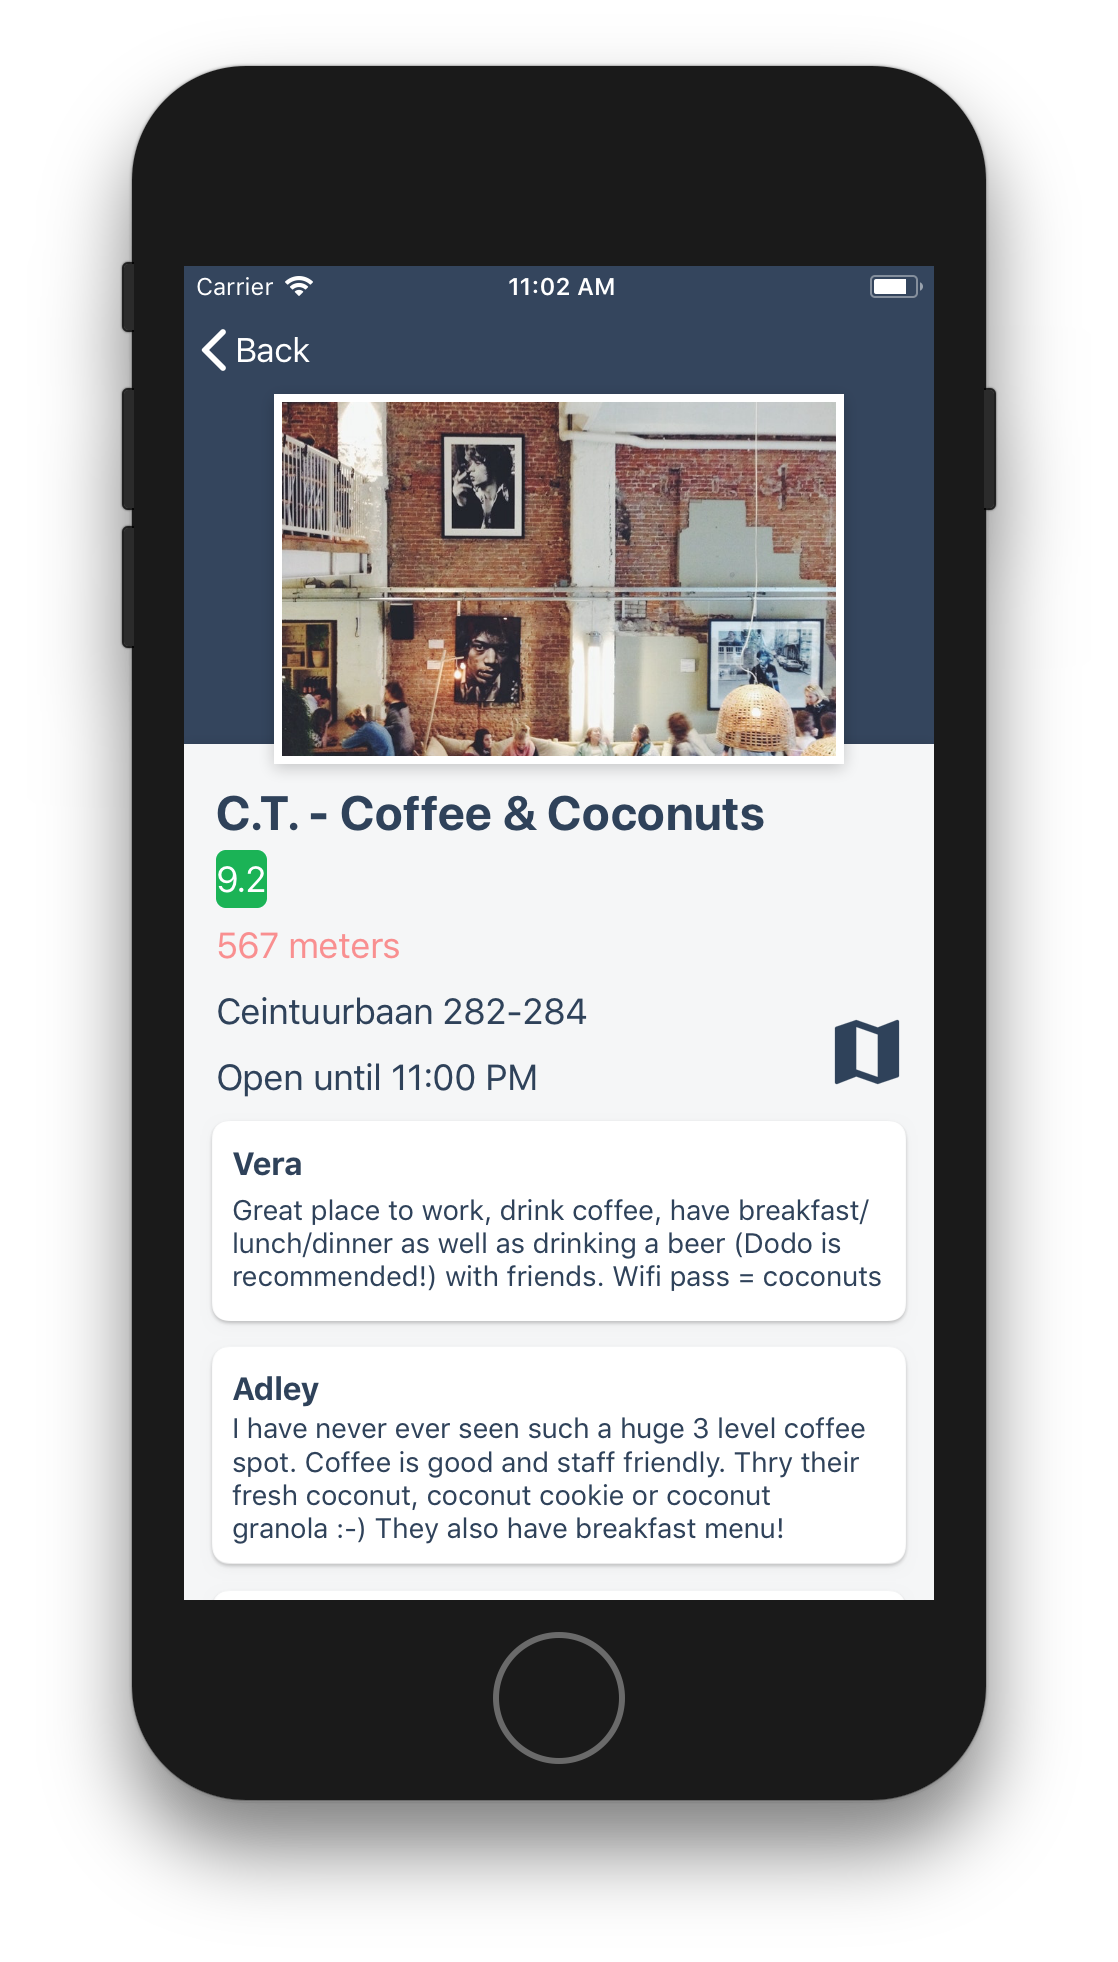 Carrier 11:02 AM
Back
C.T. - Coffee & Coconuts
9.2
567 meters
Ceintuurbaan 282-284
Open until 11:00 PM
Vera
Great place to work, drink coffee, have breakfast/
lunch/dinner as well as drinking a beer (Dodo is
recommended!) with friends. Wifi pass = coconuts
Adley
I have never ever seen such a huge 3 level coffee
spot. Coffee is good and staff friendly. Thry their
fresh coconut, coconut cookie or coconut
granola :-) They also have breakfast menu!